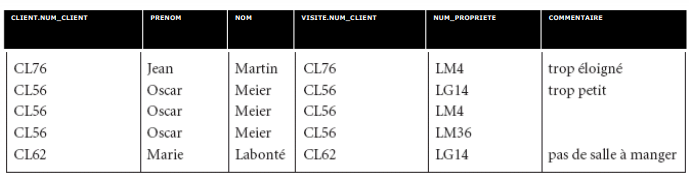 CLIENT.NUM_CLIENT PRENOM NOM VISITE.NUM_CLIENT NUM_PROPRIETE COMMENTAIRE
CL76 Jean Martin CL76 LM4 trop éloigné
CL56 Oscar Meier CL56 LG14 trop petit
CL56 Oscar Meier CL56 LM4
CL56 Oscar Meier CL56 LM36
CL62 Marie Labonté CL62 LG14 pas de salle à manger